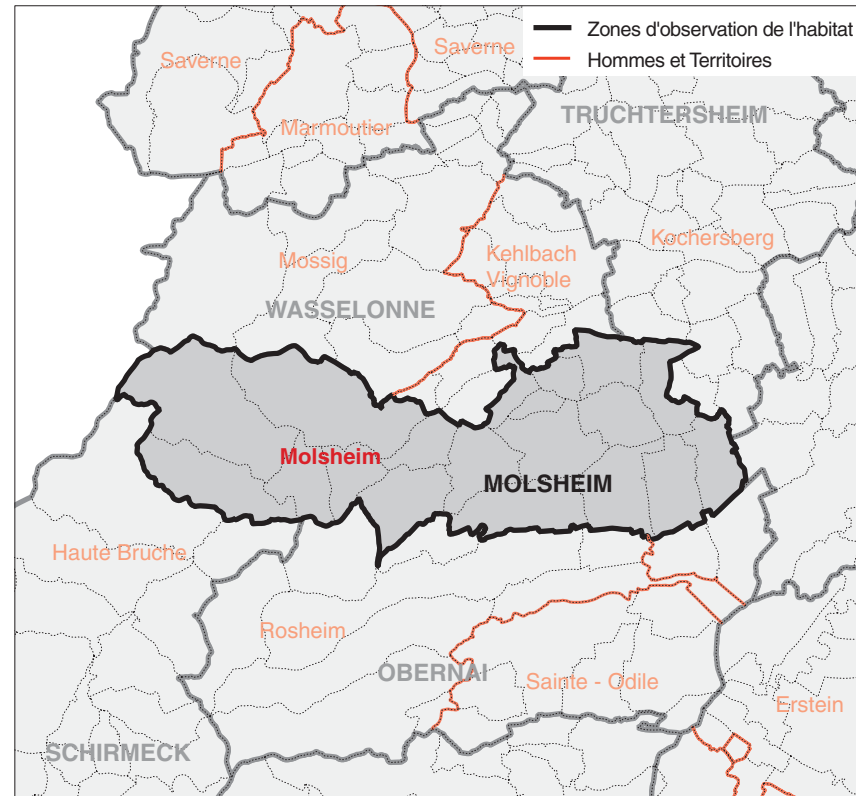 Zones d'observation de l'habitat
Hommes et Territoires
Saverne
Saverne
Marmoutier
TRUCHTERSHEIM
Mossig
Kehlbach
Vignoble
Kochersberg
WASSELONNE
Molsheim
MOLSHEIM
Haute Bruche
Rosheim
OBERNAI
Sainte - Odile
Erstein
SCHIRMECK